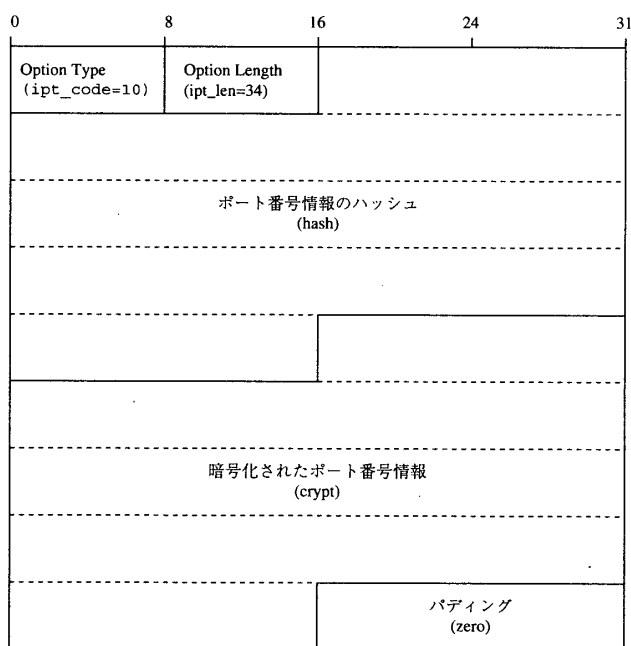 0 8 16 24 31
Option Type
(ipt_code=10)
Option Length
(ipt_len=34)
ポート番号情報のハッシュ
(hash)
暗号化されたポート番号情報
(crypt)
パディング
(zero)